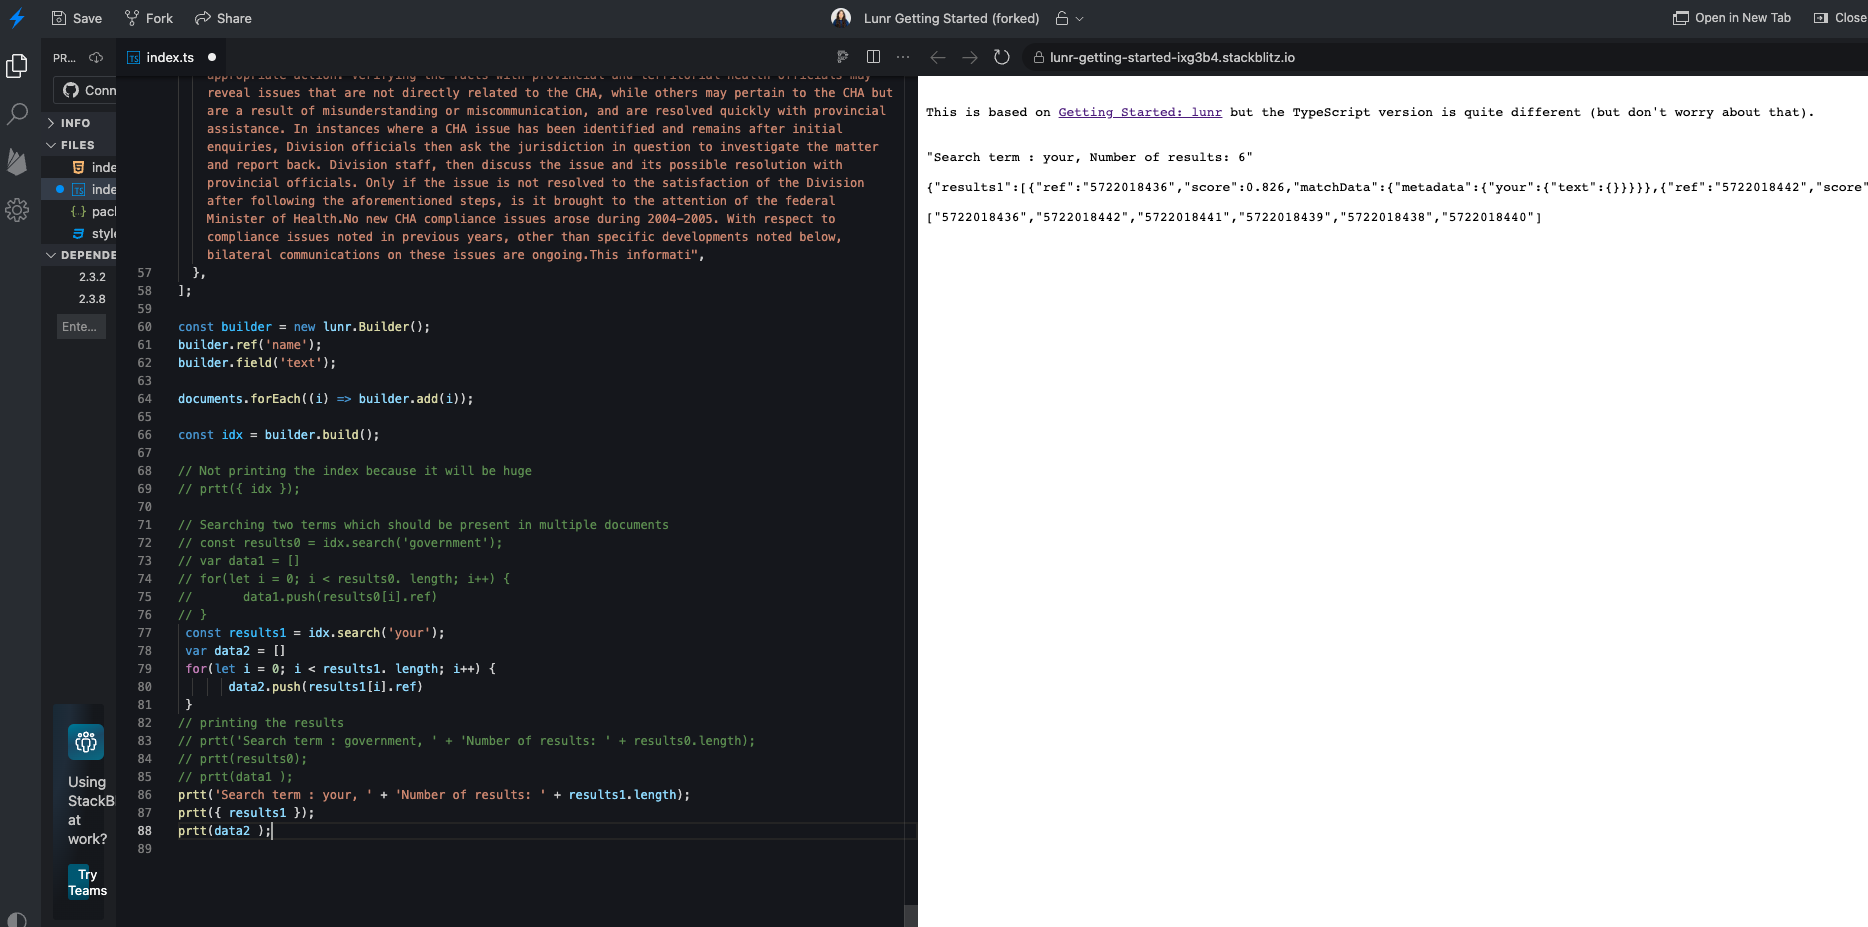 Save
Fork
Share
Lunr Getting Started (forked)
Open in New Tab
Close
PR...
TS index.ts
lunr-getting-started-ixg3b4.stackblitz.io
Conn
INFO
FILES
inde
TS inde
{..} pack
style
DEPENDE
2.3.2
2.3.8
Ente...
Using
StackB
at
work?
Try
Teams
appropriate action. Verifying the facts with provincial and territorial health officials may
reveal issues that are not directly related to the CHA, while others may pertain to the CHA but
are a result of misunderstanding or miscommunication, and are resolved quickly with provincial
assistance. In instances where a CHA issue has been identified and remains after initial
enquiries, Division officials then ask the jurisdiction in question to investigate the matter
and report back. Division staff, then discuss the issue and its possible resolution with
provincial officials. Only if the issue is not resolved to the satisfaction of the Division
after following the aforementioned steps, is it brought to the attention of the federal
Minister of Health.No new CHA compliance issues arose during 2004-2005. With respect to
compliance issues noted in previous years, other than specific developments noted below,
bilateral communications on these issues are ongoing.This informati",
57 },
58 ];
59
60 const builder = new lunr.Builder();
61 builder.ref('name');
62 builder.field('text');
63
64 documents.forEach((i) => builder.add(i));
65
66 const idx = builder.build();
67
68 // Not printing the index because it will be huge
69 // prtt({ idx });
70
71 // Searching two terms which should be present in multiple documents
72 // const results0 = idx.search('government');
73 // var data1 = []
74 // for(let i = 0; i < results0. length; i++) {
75 // data1.push(results0[i].ref)
76 // }
77 const results1 = idx.search('your');
78 var data2 = []
79 for(let i = 0; i < results1. length; i++) {
80 data2.push(results1[i].ref)
81 }
82 // printing the results
83 // prtt('Search term : government, ' + 'Number of results: ' + results0.length);
84 // prtt(results0);
85 // prtt(data1 );
86 prtt('Search term : your, ' + 'Number of results: ' + results1.length);
87 prtt({ results1 });
88 prtt(data2 );
89
This is based on Getting Started: lunr but the TypeScript version is quite different (but don't worry about that).
"Search term : your, Number of results: 6"
{"results1":[{"ref":"5722018436","score":0.826,"matchData":{"metadata":{"your":{"text":{}}}}},{"ref":"5722018442","score"
["5722018436","5722018442","5722018441","5722018439","5722018438","5722018440"]